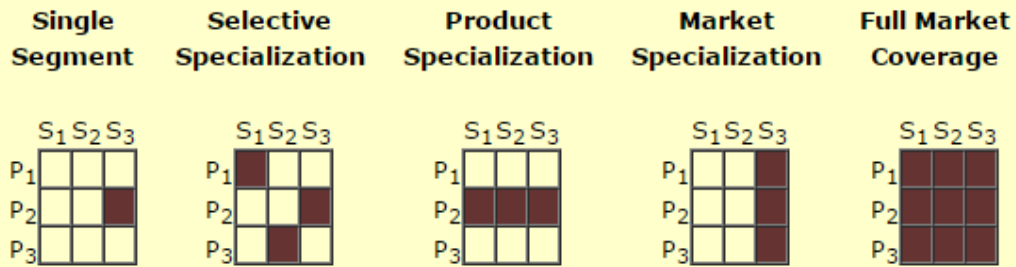 Single Segment
Selective Specialization
Product Specialization
Market Specialization
Full Market Coverage
S1 S2 S3
P1
P2
P3
S1 S2 S3
P1
P2
P3
S1 S2 S3
P1
P2
P3
S1 S2 S3
P1
P2
P3
S1 S2 S3
P1
P2
P3